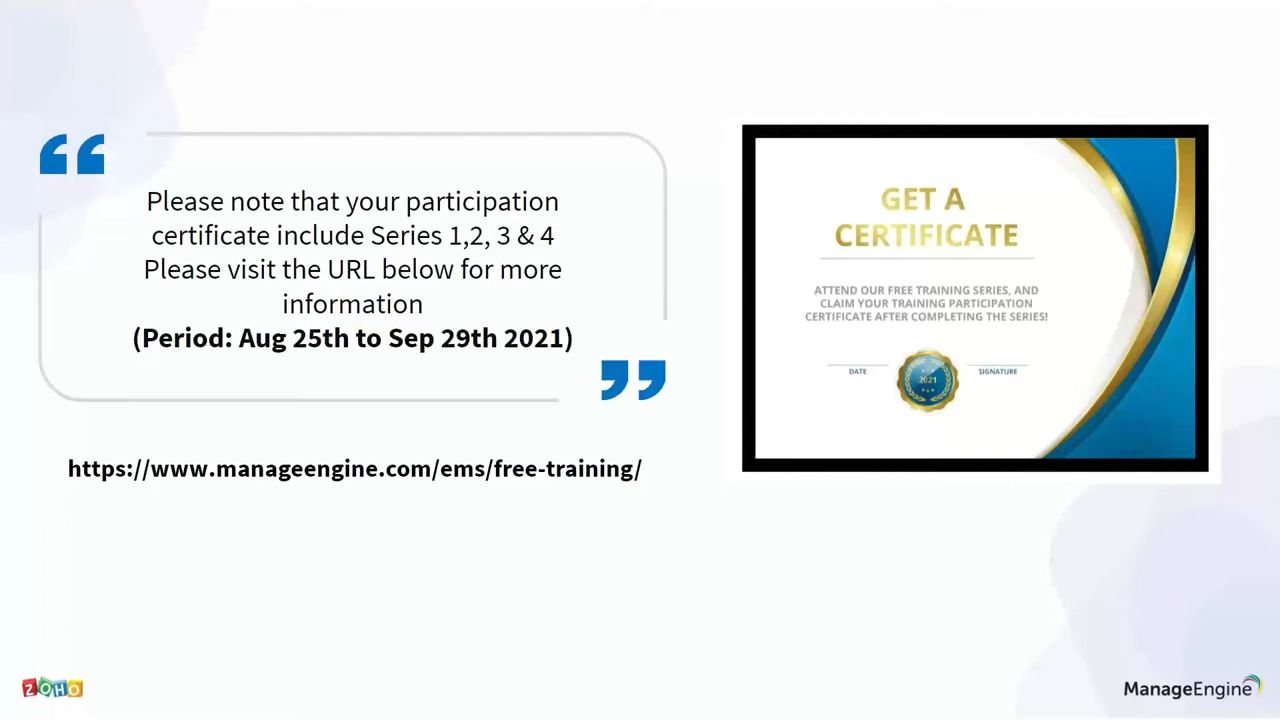 Please note that your participation
certificate include Series 1,2, 3 & 4
Please visit the URL below for more
information
(Period: Aug 25th to Sep 29th 2021)
https://www.manageengine.com/ems/free-training/
GET A
CERTIFICATE
ATTEND OUR FREE TRAINING SERIES, AND
CLAIM YOUR TRAINING PARTICIPATION
CERTIFICATE AFTER COMPLETING THE SERIES!
DATE
2021
SIGNATURE
ZOHO
ManageEngine